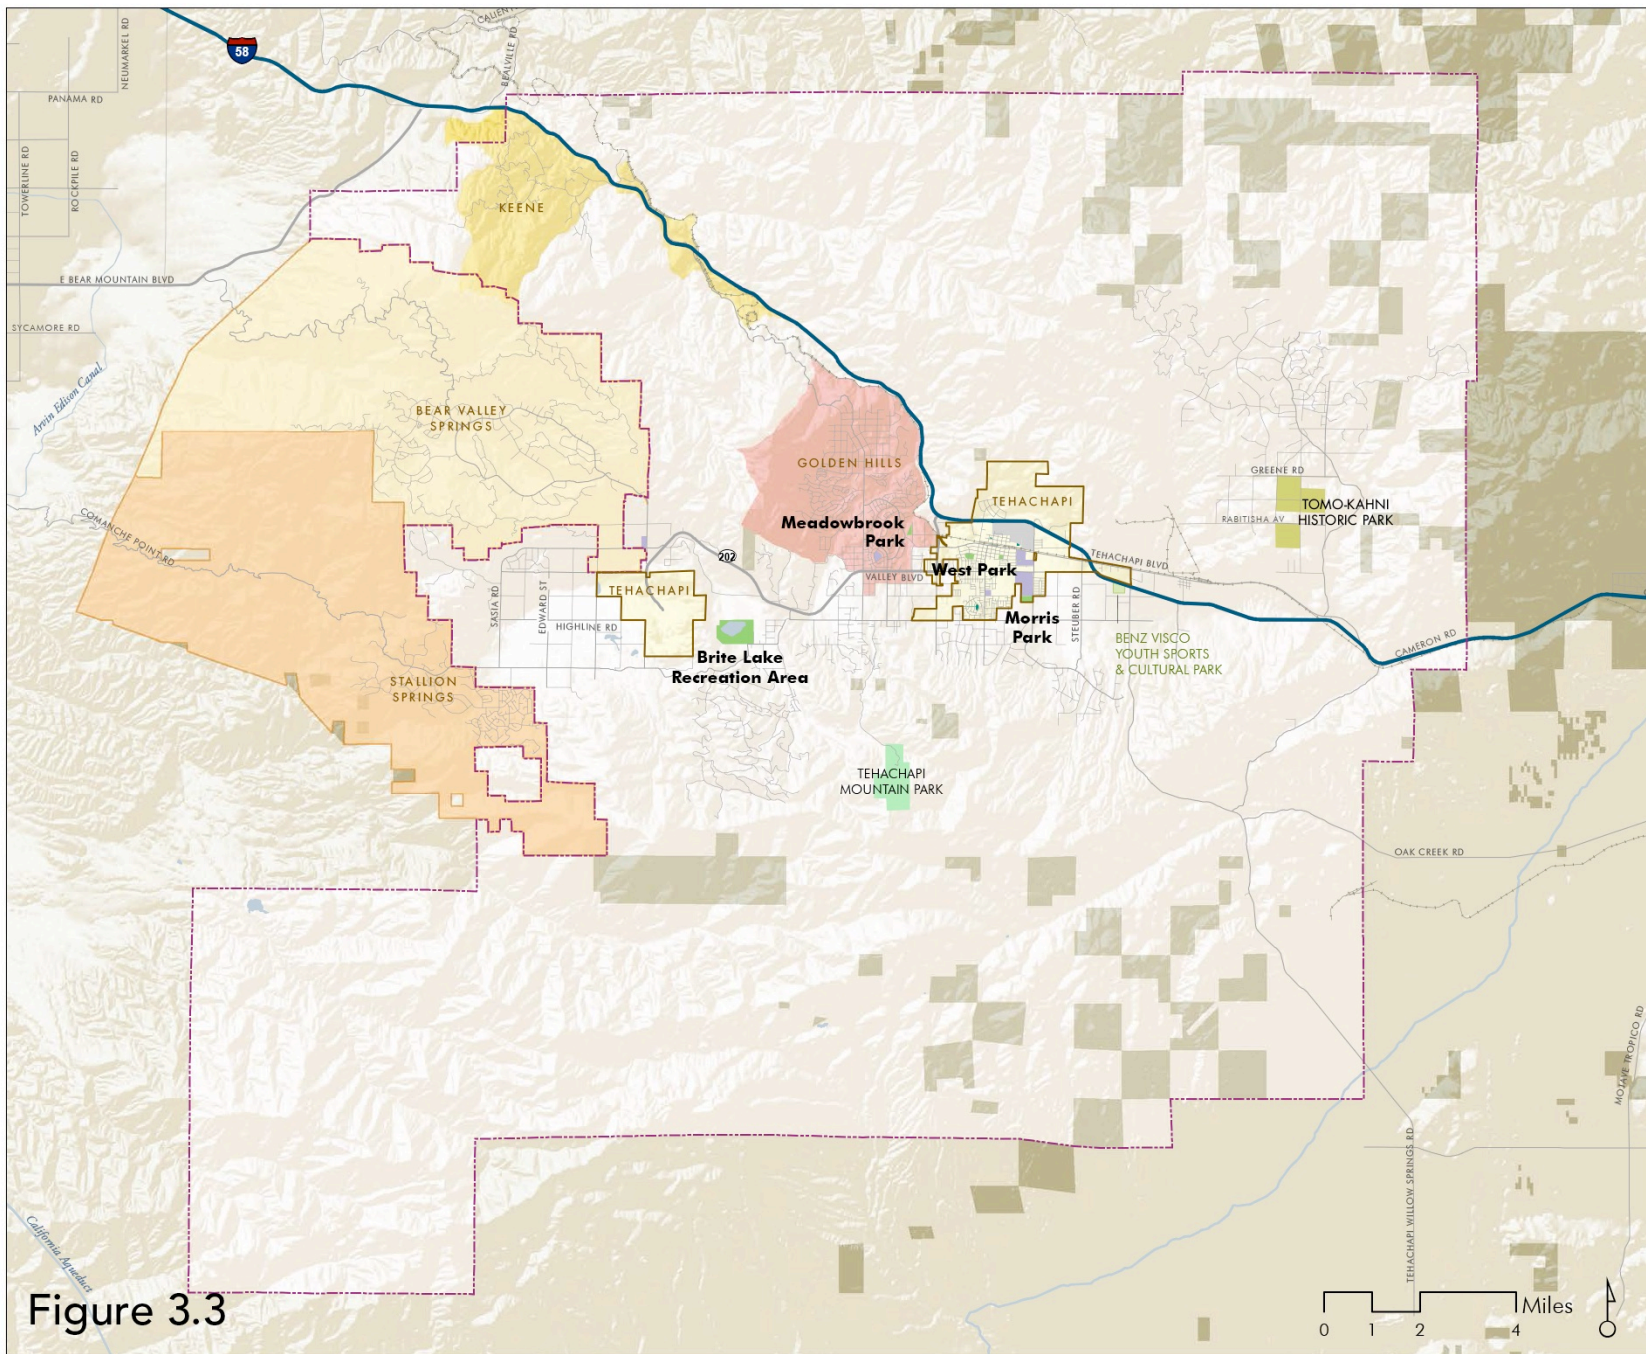 CALIENT
58
NEUMARKEL RD
BEALVILLE RD
PANAMA RD
TOWERLINE RD
ROCKPILE RD
KEENE
E BEAR MOUNTAIN BLVD
SYCAMORE RD
Arvin Edison Canal
BEAR VALLEY
SPRINGS
GOLDEN HILLS
GREENE RD
TEHACHAPI
TOMO-KAHNI
HISTORIC PARK
RABITISHA AV
COMANCHE POINT RD
Meadowbrook
Park
202
TEHACHAPI BLVD
West Park
VALLEY BLVD
TEHACHAPI
SASIA RD
EDWARD ST
HIGHLINE RD
STEUBER RD
Morris
Park
BENZ VISCO
YOUTH SPORTS
& CULTURAL PARK
CAMERON RD
Brite Lake
Recreation Area
STALLION
SPRINGS
TEHACHAPI
MOUNTAIN PARK
OAK CREEK RD
MOJAVE TROPICO RD
TEHACHAPI WILLOW SPRINGS RD
California Aqueduct
Figure 3.3
Miles
0 1 2 4